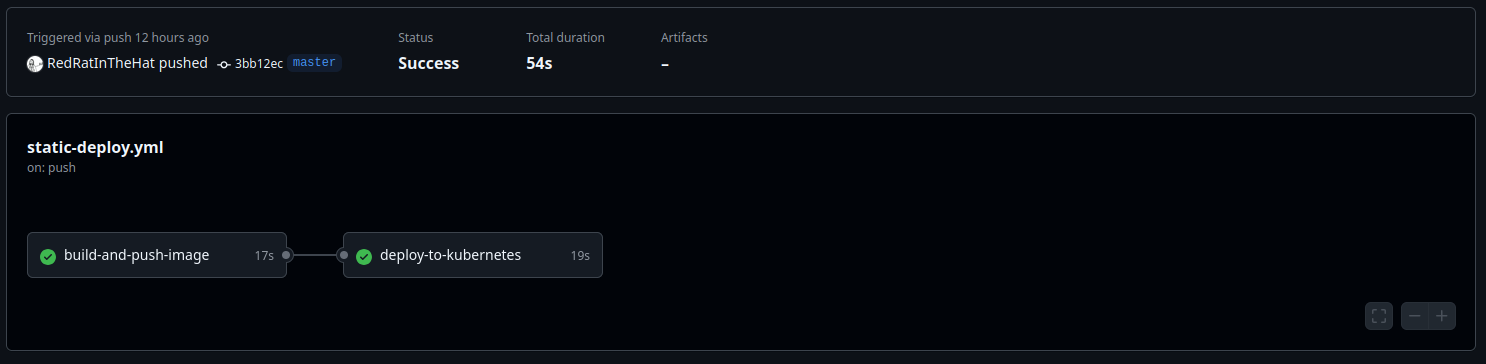 Triggered via push 12 hours ago
RedRatInTheHat pushed 3bb12ec master
Status
Success
Total duration
54s
Artifacts
–
static-deploy.yml
on: push
build-and-push-image 17s
deploy-to-kubernetes 19s